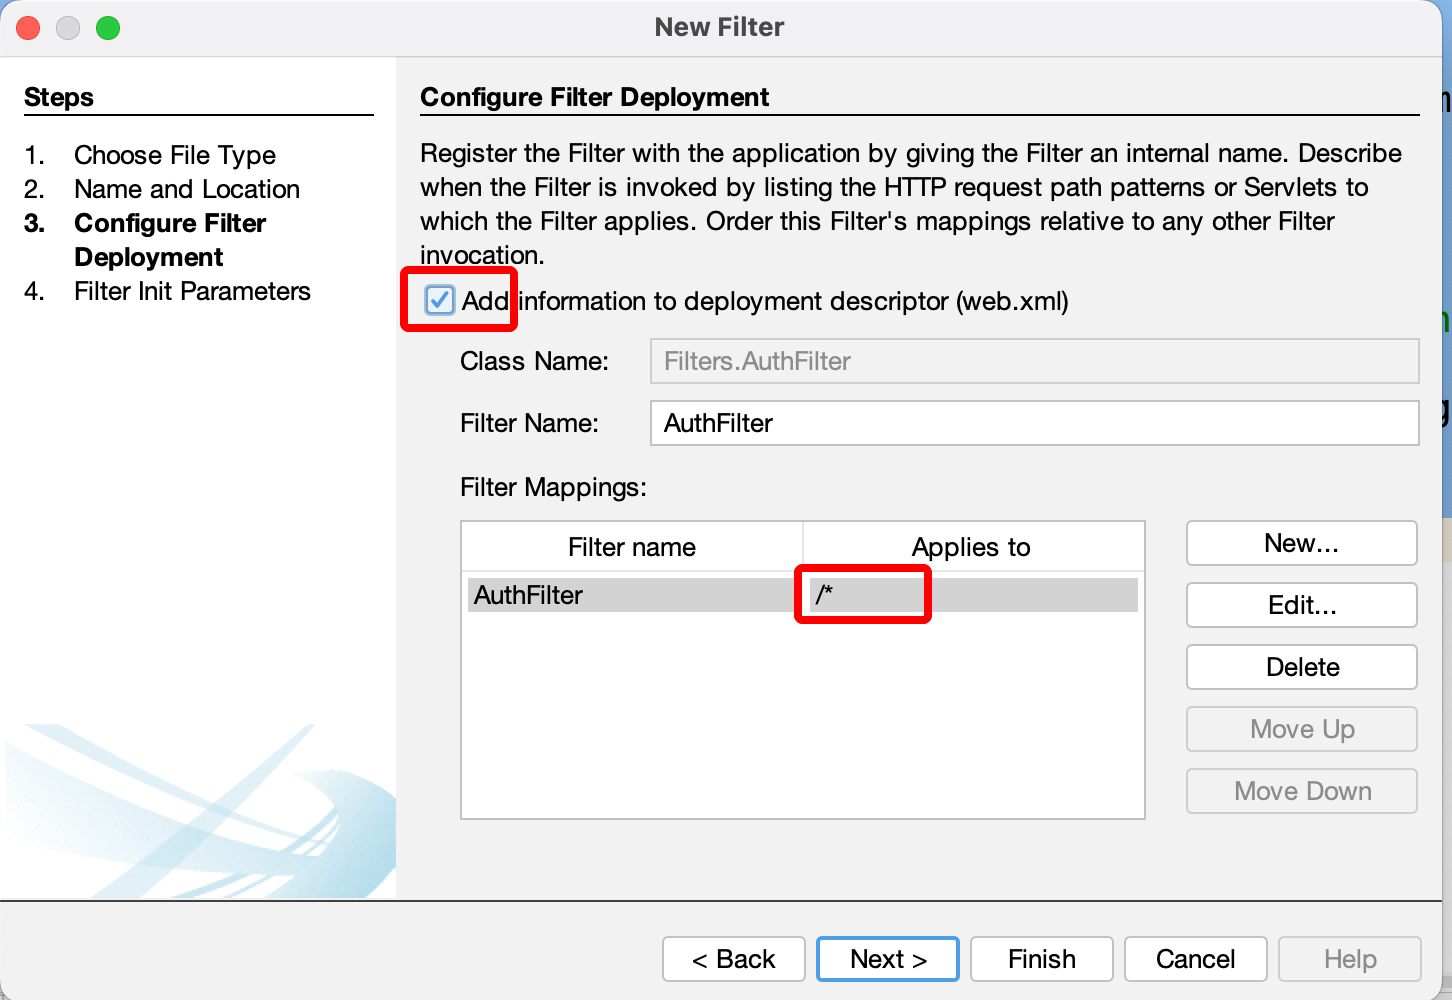 New Filter
Steps
1. Choose File Type
2. Name and Location
3. Configure Filter
Deployment
4. Filter Init Parameters
Configure Filter Deployment
Register the Filter with the application by giving the Filter an internal name. Describe
when the Filter is invoked by listing the HTTP request path patterns or Servlets to
which the Filter applies. Order this Filter's mappings relative to any other Filter
invocation.
Add information to deployment descriptor (web.xml)
Class Name: Filters.AuthFilter
Filter Name: AuthFilter
Filter Mappings:
Filter name Applies to
AuthFilter /*
New...
Edit...
Delete
Move Up
Move Down
< Back Next > Finish Cancel Help